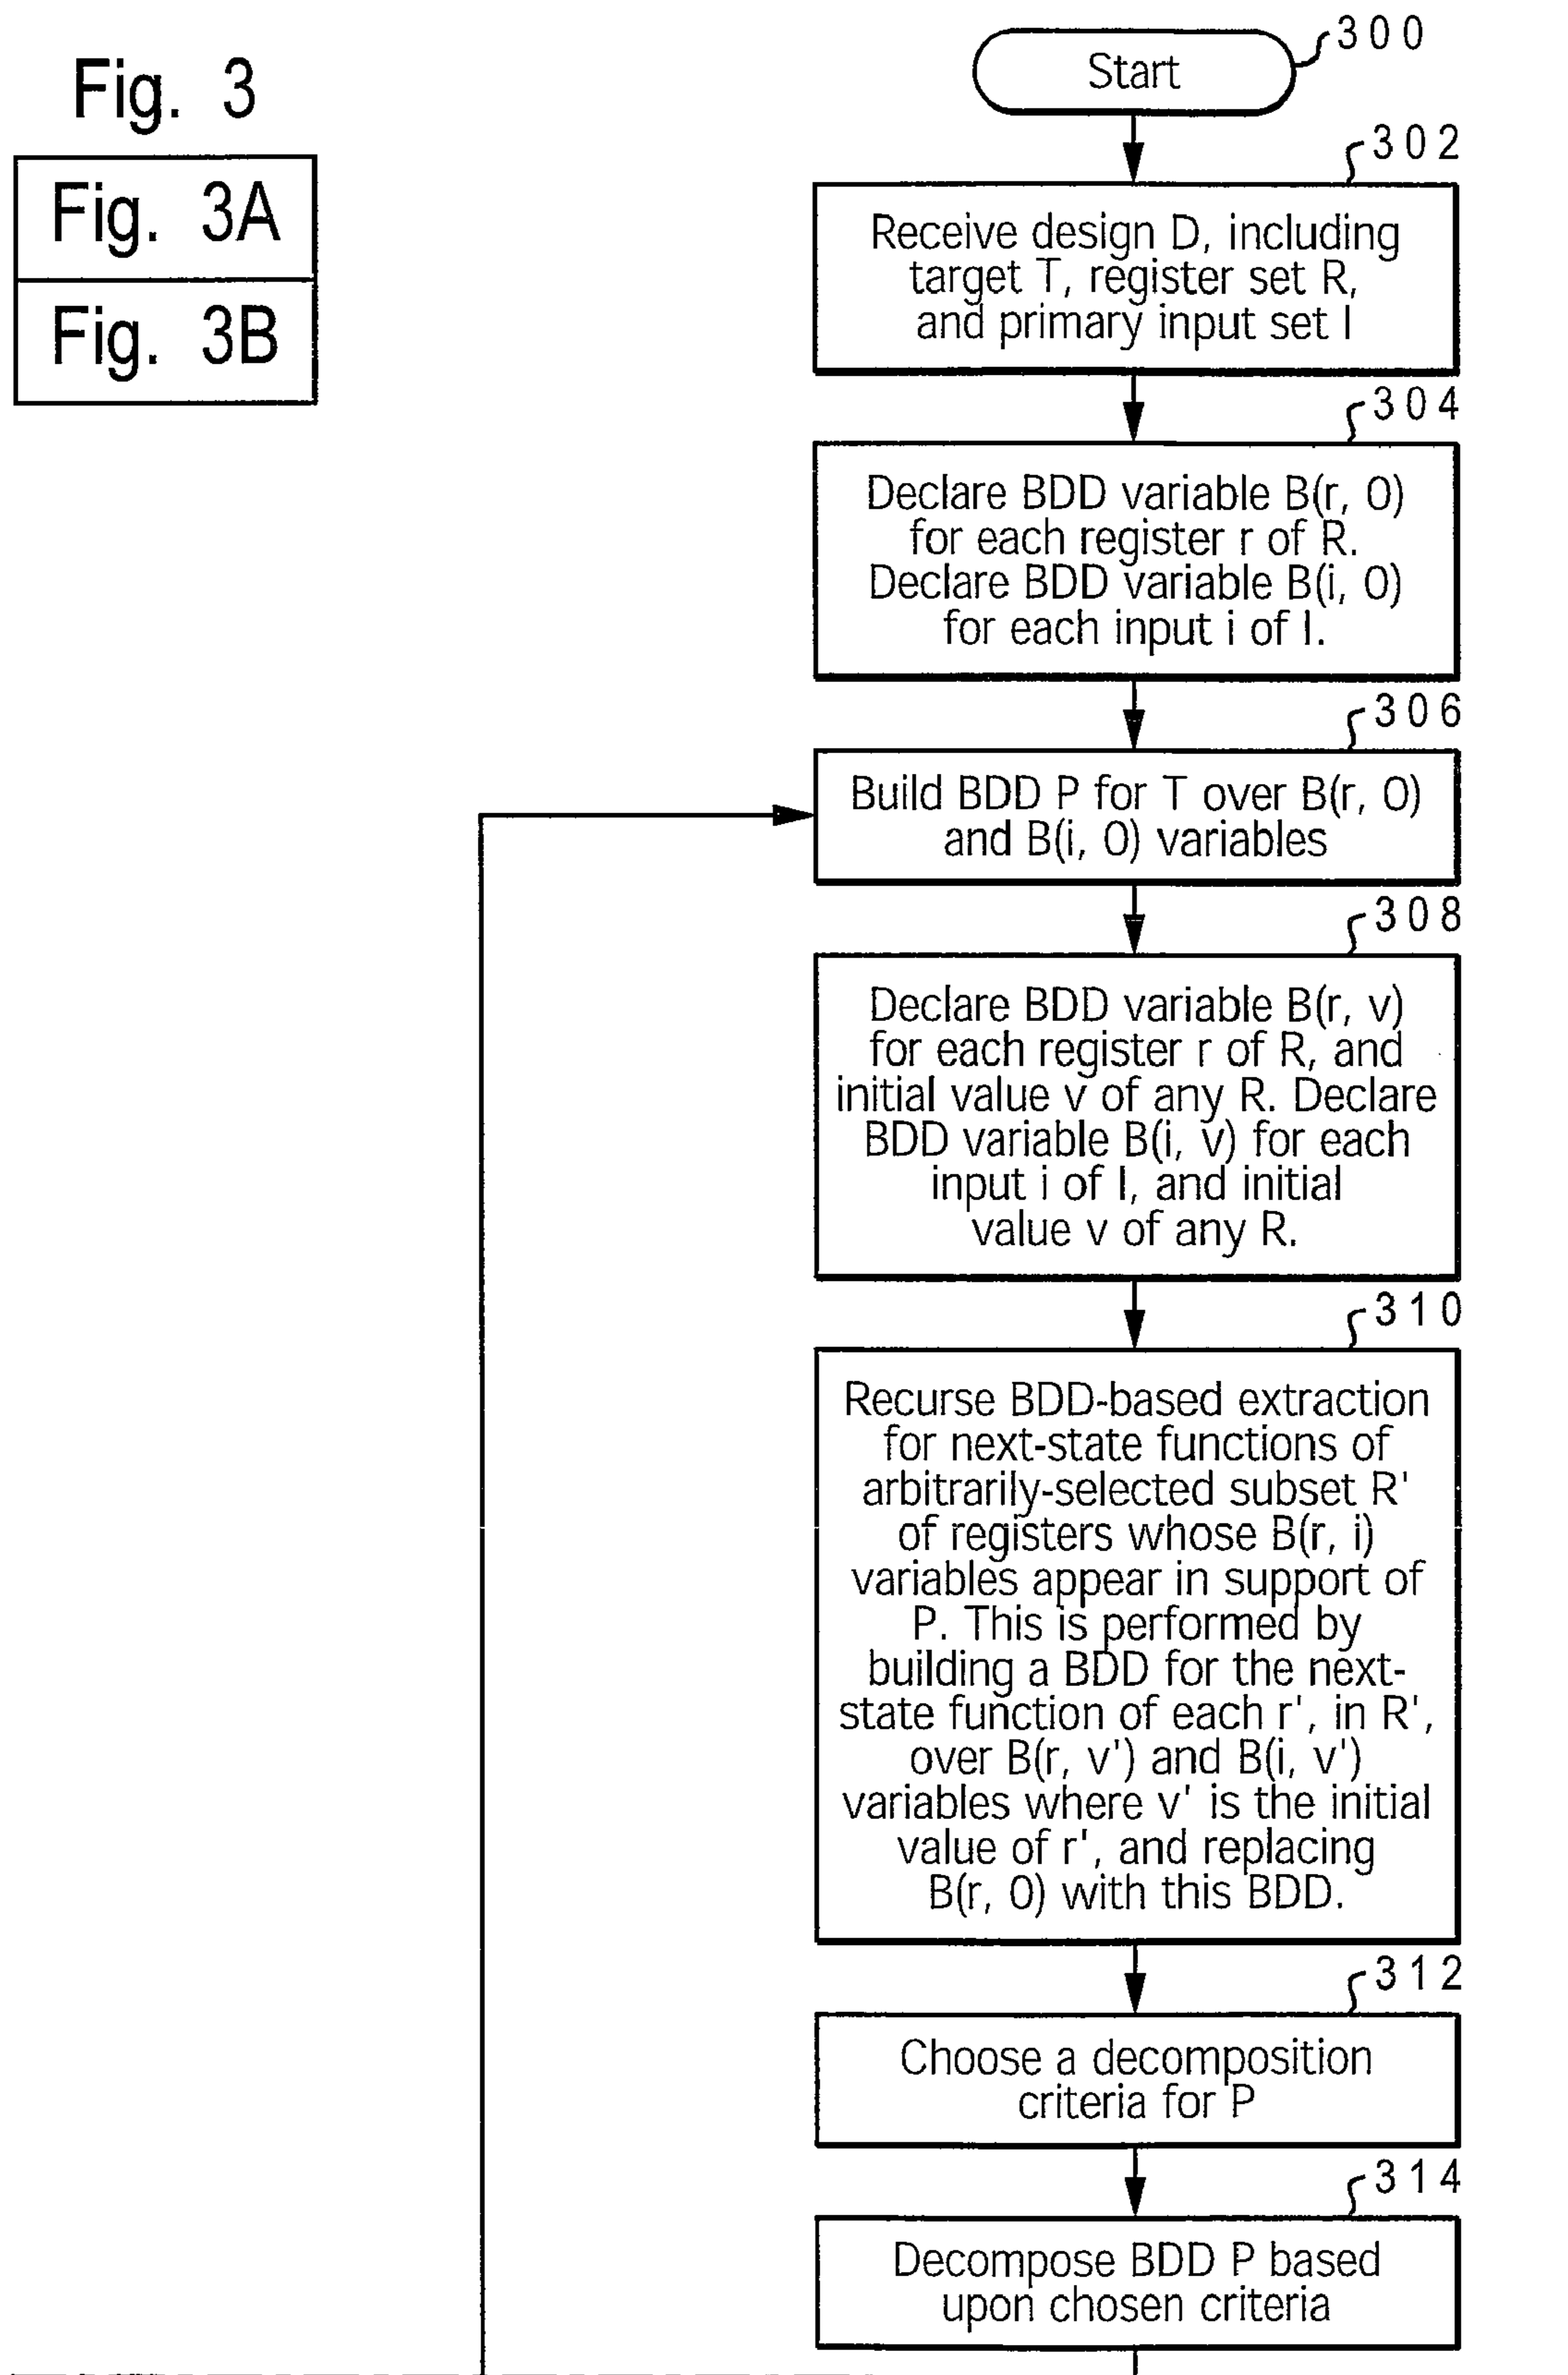 Fig. 3
Fig. 3A
Fig. 3B
300
Start
302
Receive design D, including
target T, register set R,
and primary input set I
304
Declare BDD variable B(r, 0)
for each register r of R.
Declare BDD variable B(i, 0)
for each input i of I.
306
Build BDD P for T over B(r, 0)
and B(i, 0) variables
308
Declare BDD variable B(r, v)
for each register r of R, and
initial value v of any R. Declare
BDD variable B(i, v) for each
input i of I, and initial
value v of any R.
310
Recurse BDD-based extraction
for next-state functions of
arbitrarily-selected subset R'
of registers whose B(r, i)
variables appear in support of
P. This is performed by
building a BDD for the next-
state function of each r', in R',
over B(r, v') and B(i, v')
variables where v' is the initial
value of r', and replacing
B(r, 0) with this BDD.
312
Choose a decomposition
criteria for P
314
Decompose BDD P based
upon chosen criteria